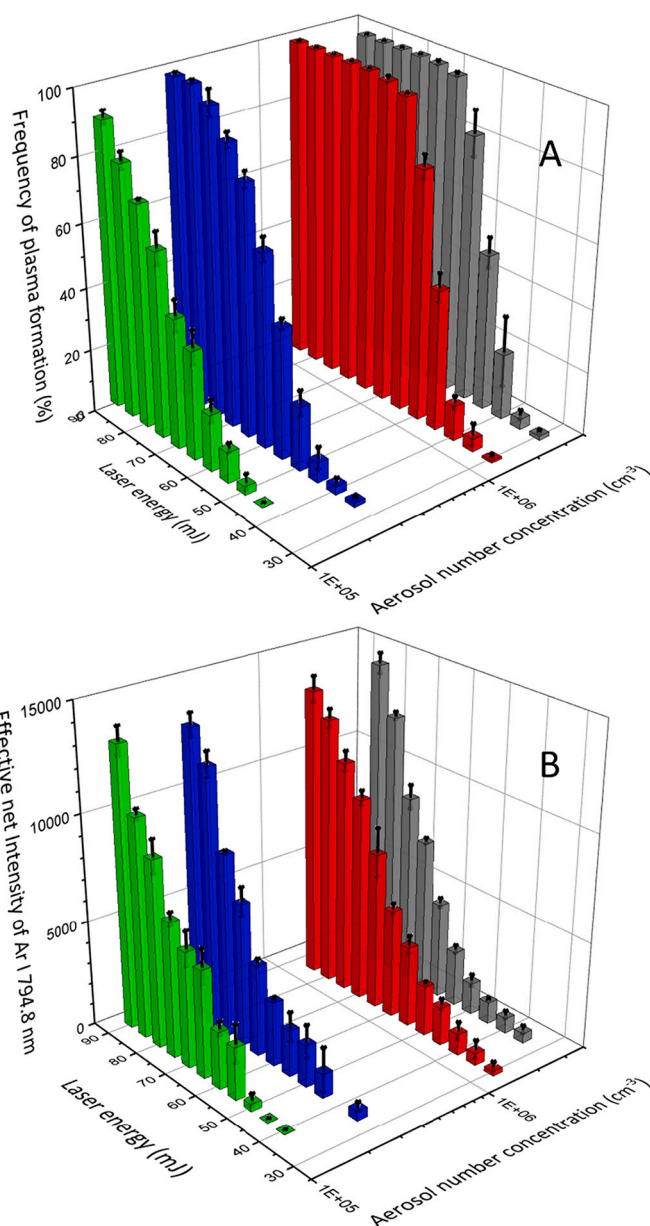 A
Frequency of plasma formation (%)
100
80
60
40
20
90
80
70
60
50
40
30
Laser energy (mJ)
1E+05
1E+06
Aerosol number concentration (cm-3)
B
Effective net Intensity of Ar I 794.8 nm
15000
10000
5000
0
90
80
70
60
50
40
30
Laser energy (mJ)
1E+05
1E+06
Aerosol number concentration (cm-3)